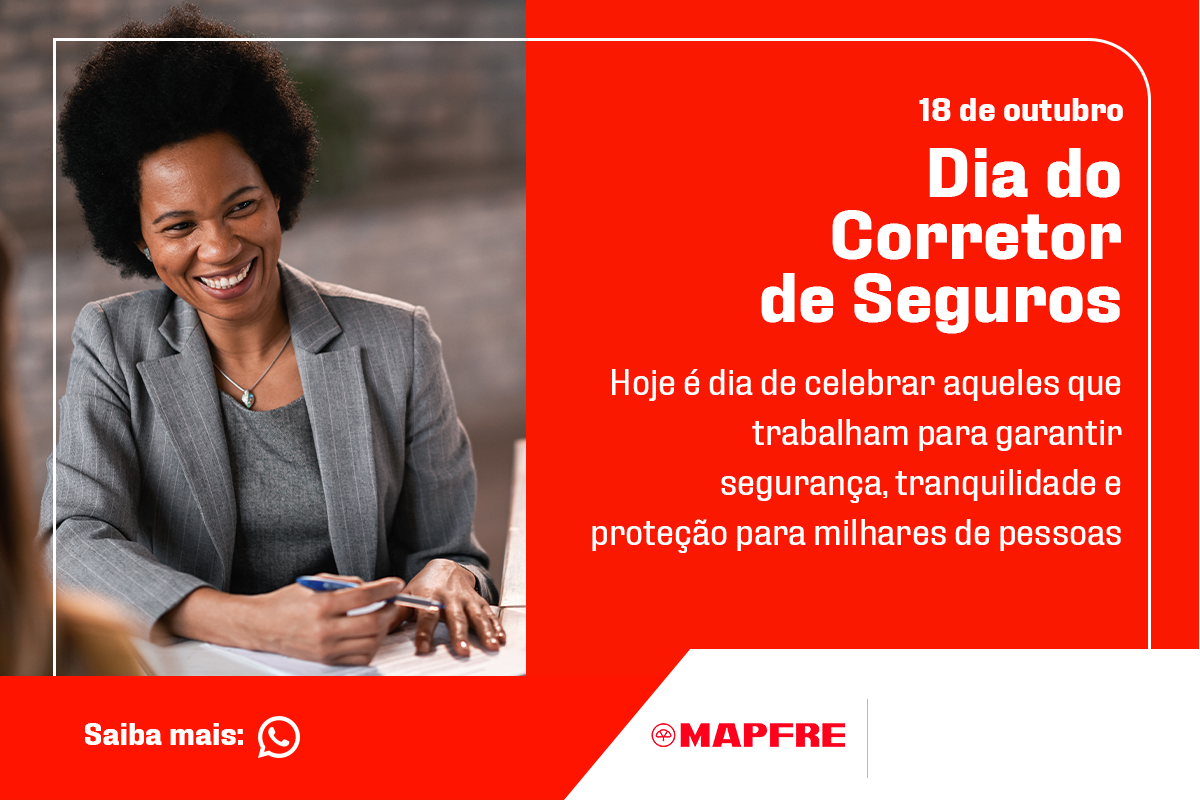 18 de outubro
Dia do
Corretor
de Seguros
Hoje é dia de celebrar aqueles que
trabalham para garantir
segurança, tranquilidade e
proteção para milhares de pessoas
Saiba mais:
MAPFRE